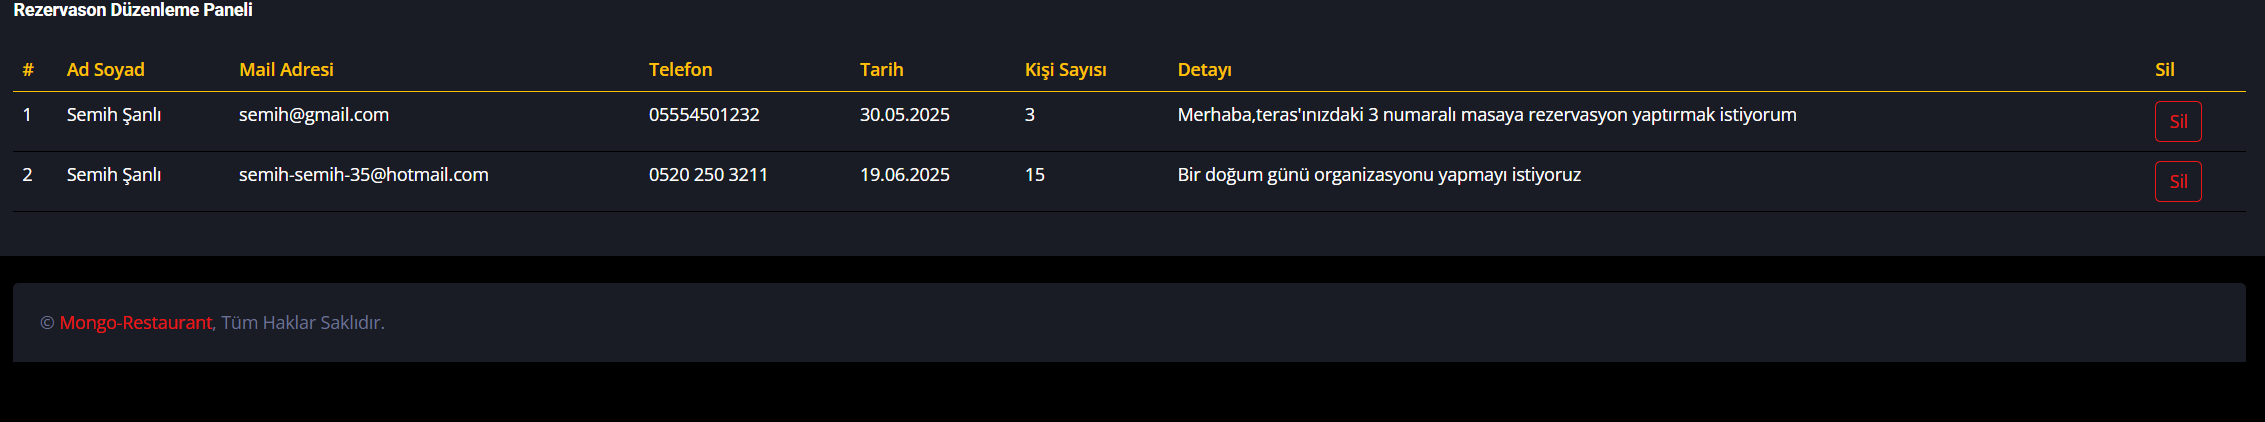 Rezervason Düzenleme Paneli
# Ad Soyad Mail Adresi Telefon Tarih Kişi Sayısı Detayı Sil
1 Semih Şanlı semih@gmail.com 05554501232 30.05.2025 3 Merhaba,teras'ınızdaki 3 numaralı masaya rezervasyon yaptırmak istiyorum Sil
2 Semih Şanlı semih-semih-35@hotmail.com 0520 250 3211 19.06.2025 15 Bir doğum günü organizasyonu yapmayı istiyoruz Sil
© Mongo-Restaurant, Tüm Haklar Saklıdır.